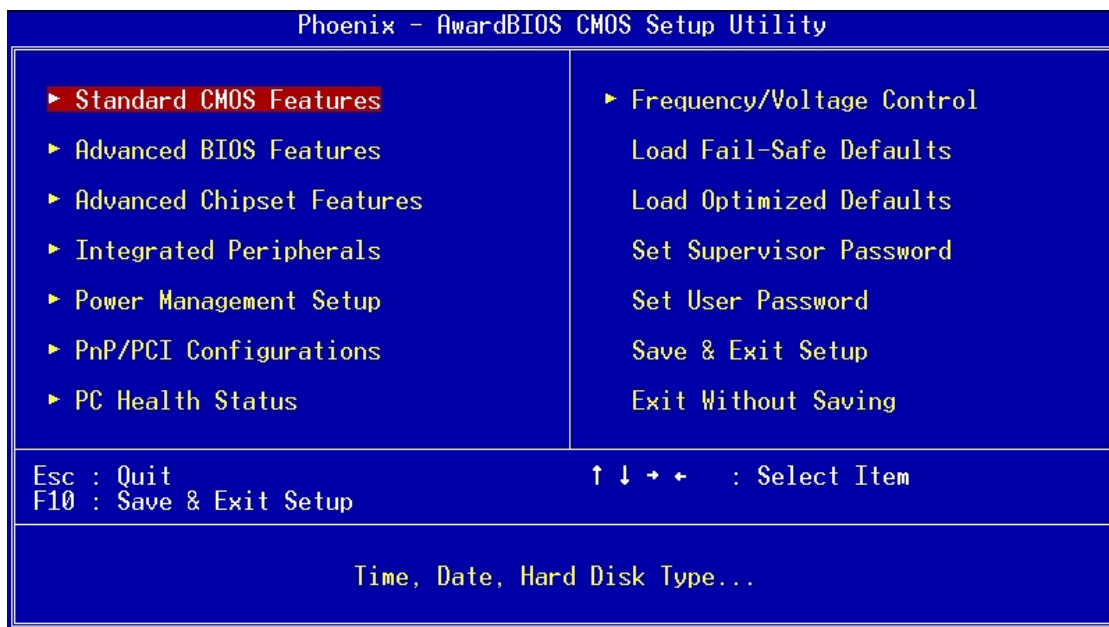 Phoenix - AwardBIOS CMOS Setup Utility
► Standard CMOS Features
► Advanced BIOS Features
► Advanced Chipset Features
► Integrated Peripherals
► Power Management Setup
► PnP/PCI Configurations
► PC Health Status
► Frequency/Voltage Control
Load Fail-Safe Defaults
Load Optimized Defaults
Set Supervisor Password
Set User Password
Save & Exit Setup
Exit Without Saving
Esc : Quit
F10 : Save & Exit Setup
↑ ↓ → ← : Select Item
Time, Date, Hard Disk Type...